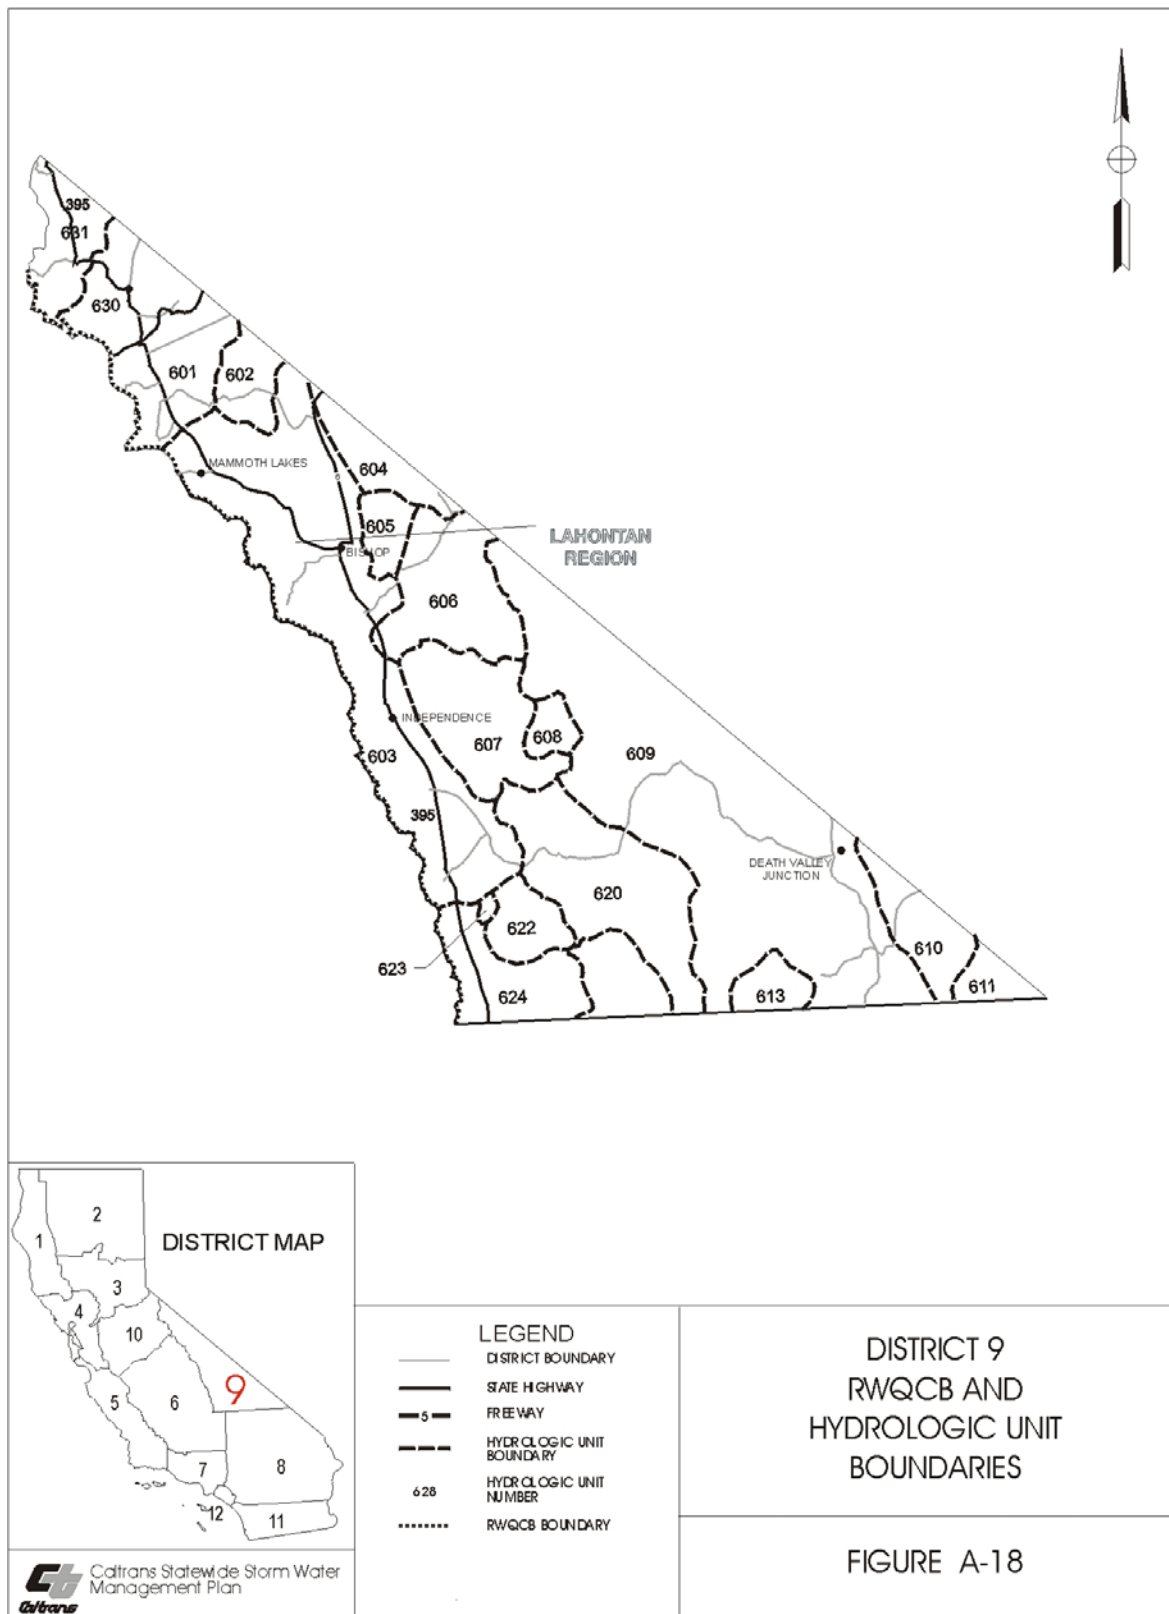 395
631
630
601
602
MAMMOTH LAKES
604
605
LAHONTAN
REGION
BISHOP
606
INDEPENDENCE
607
608
603
609
395
DEATH VALLEY
JUNCTION
620
622
623
624
610
611
613
DISTRICT MAP
1
2
3
4
10
5
6
9
7
8
12
11
Caltrans Statewide Storm Water
Management Plan
Caltrans
LEGEND
DISTRICT BOUNDARY
STATE HIGHWAY
5 FREEWAY
HYDROLOGIC UNIT
BOUNDARY
628 HYDROLOGIC UNIT
NUMBER
RWQCB BOUNDARY
DISTRICT 9
RWQCB AND
HYDROLOGIC UNIT
BOUNDARIES
FIGURE A-18